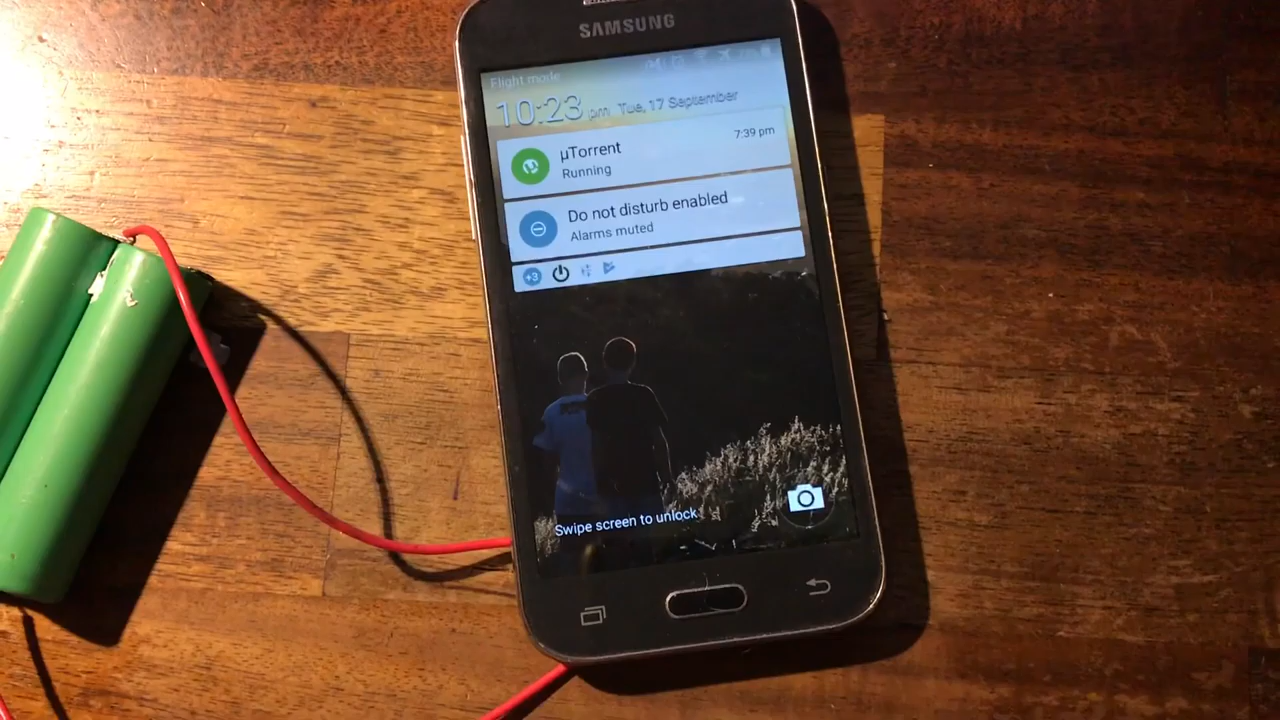 SAMSUNG
Flight mode
10:23 pm Tue, 17 September
7:39 pm
µTorrent
Running
Do not disturb enabled
Alarms muted
+3
Swipe screen to unlock